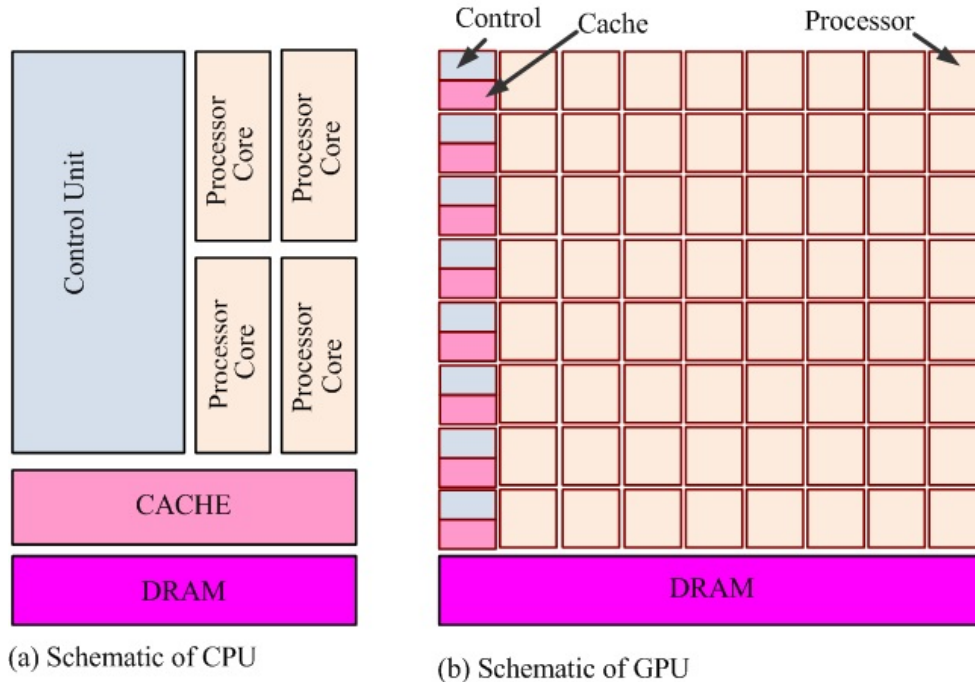 Control Unit
Processor
Core
Processor
Core
Processor
Core
Processor
Core
CACHE
DRAM
(a) Schematic of CPU
Control
Cache
Processor
DRAM
(b) Schematic of GPU